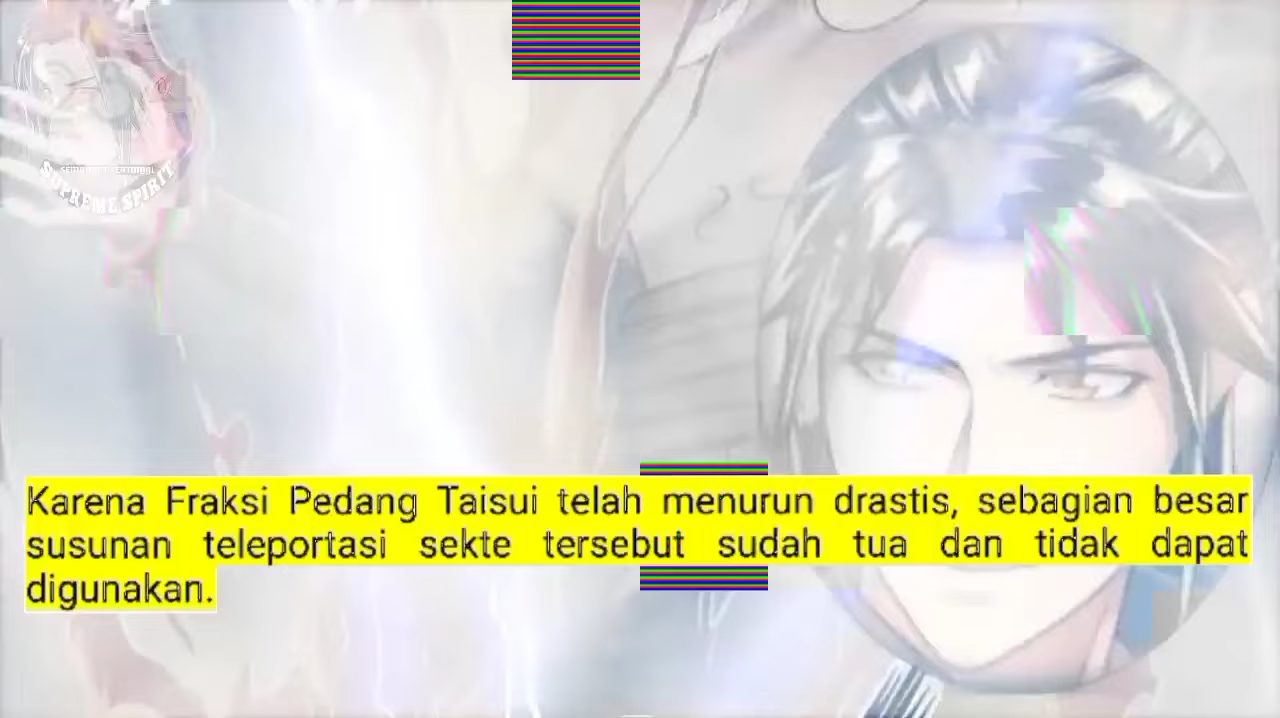 SUPREME SPIRIT
Karena Fraksi Pedang Taisui telah menurun drastis, sebagian besar
susunan teleportasi sekte tersebut sudah tua dan tidak dapat
digunakan.